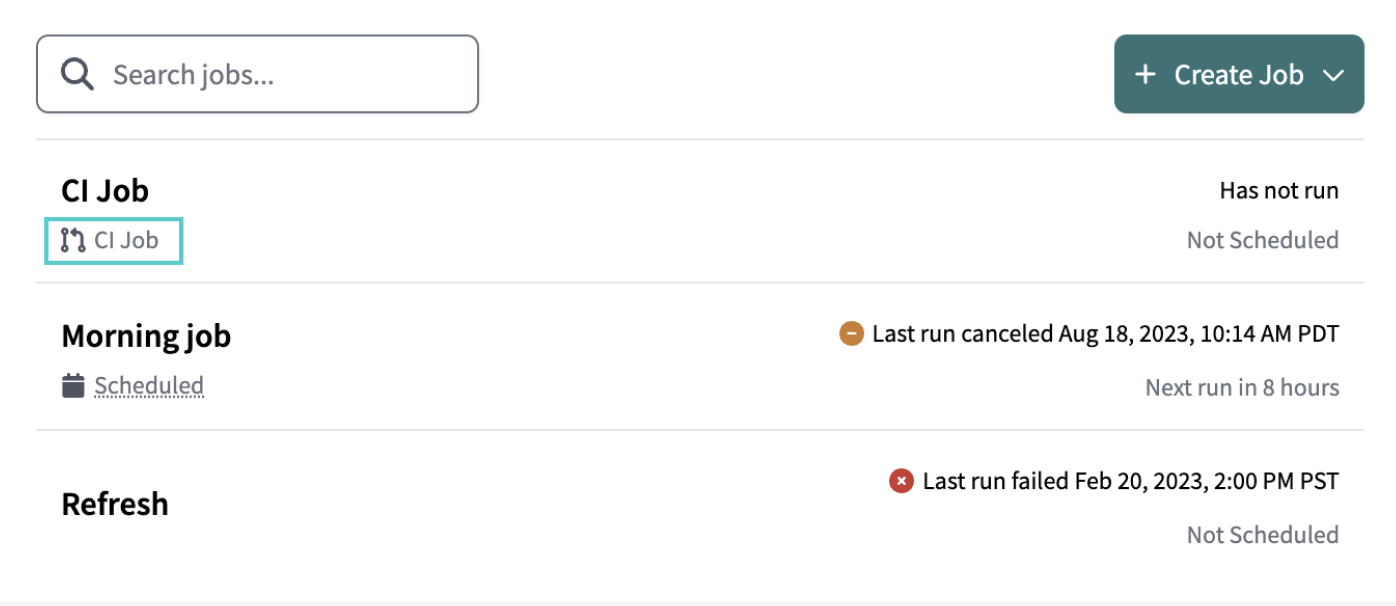 Search jobs...
+ Create Job
CI Job
Has not run
CI Job
Not Scheduled
Morning job
Last run canceled Aug 18, 2023, 10:14 AM PDT
Scheduled
Next run in 8 hours
Last run failed Feb 20, 2023, 2:00 PM PST
Refresh
Not Scheduled